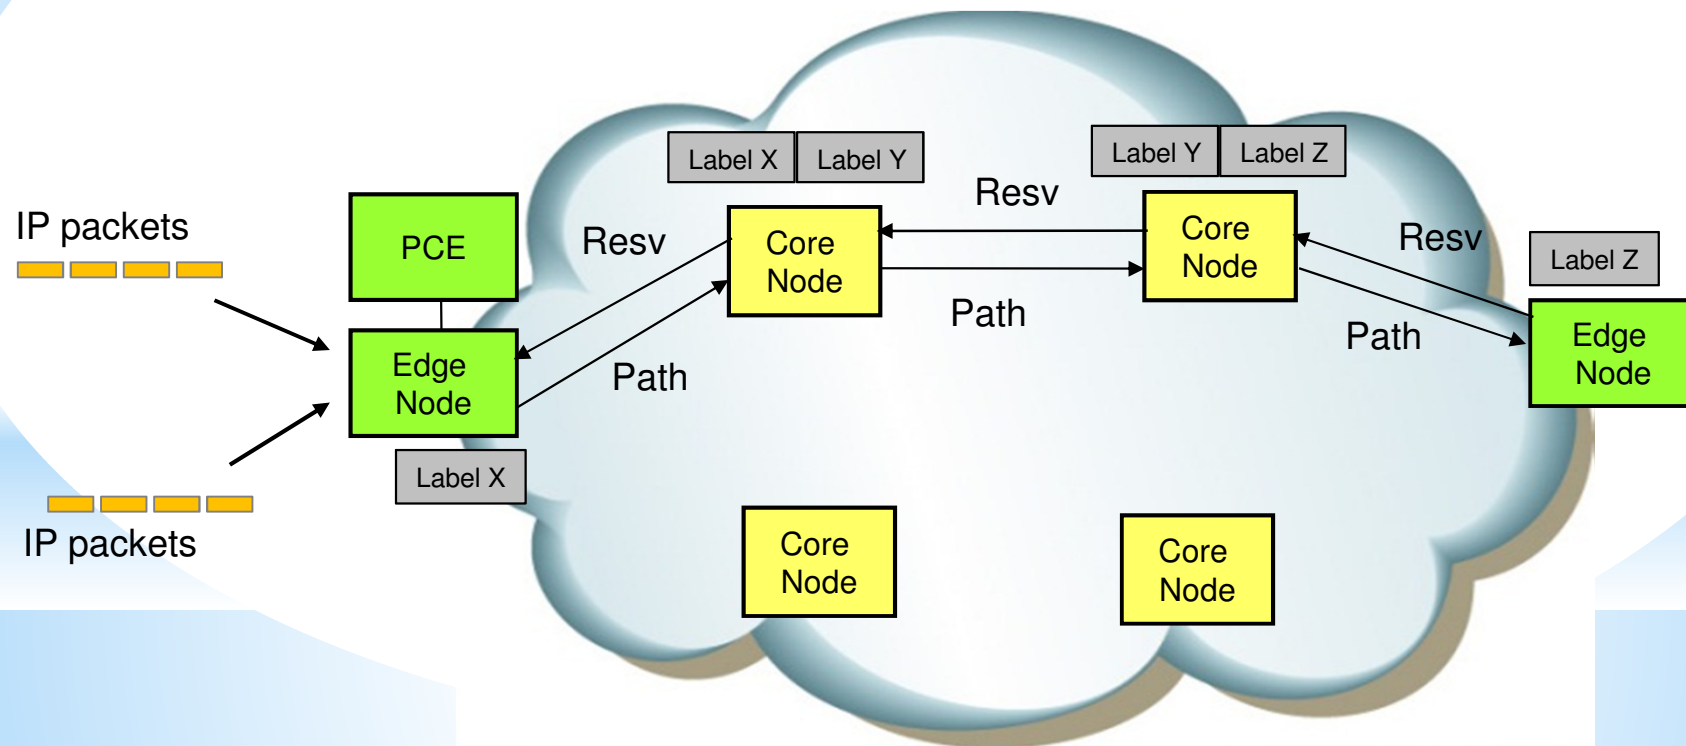 IP packets
PCE
Edge
Node
Label X
IP packets
Label X
Label Y
Resv
Path
Core
Node
Resv
Path
Label Y
Label Z
Core
Node
Resv
Path
Label Z
Edge
Node
Core
Node
Core
Node